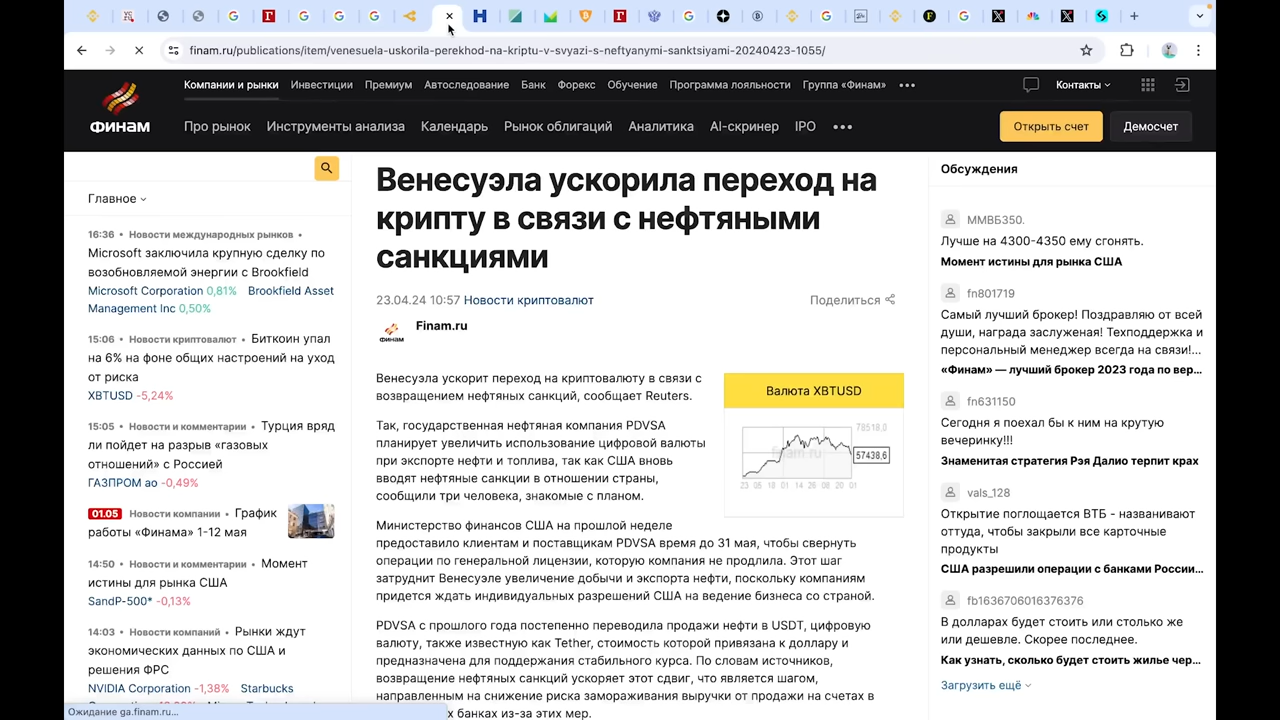 finam.ru/publications/item/venesuela-uskorila-perekhod-na-kriptu-v-svyazi-s-neftyanymi-sanktsiyami-20240423-1055/
ФИНАМ
Компании и рынки Инвестиции Премиум Автоследование Банк Форекс Обучение Программа лояльности Группа «Финам» •••
Контакты
Про рынок Инструменты анализа Календарь Рынок облигаций Аналитика AI-скринер IPO •••
Открыть счет Демосчет
Главное
16:36 • Новости международных рынков •
Microsoft заключила крупную сделку по
возобновляемой энергии с Brookfield
Microsoft Corporation 0,81% Brookfield Asset
Management Inc 0,50%
15:06 • Новости криптовалют • Биткоин упал
на 6% на фоне общих настроений на уход
от риска
XBTUSD -5,24%
15:05 • Новости и комментарии • Турция вряд
ли пойдет на разрыв «газовых
отношений» с Россией
ГАЗПРОМ ао -0,49%
01.05 • Новости компании • График
работы «Финама» 1-12 мая
14:50 • Новости и комментарии • Момент
истины для рынка США
SandP-500* -0,13%
14:03 • Новости компаний • Рынки ждут
экономических данных по США и
решения ФРС
NVIDIA Corporation -1,38% Starbucks
Ожидание ga.finam.ru...
Венесуэла ускорила переход на
крипту в связи с нефтяными
санкциями
23.04.24 10:57 Новости криптовалют
Поделиться
ФИНАМ
Finam.ru
Венесуэла ускорит переход на криптовалюту в связи с
возвращением нефтяных санкций, сообщает Reuters.
Так, государственная нефтяная компания PDVSA
планирует увеличить использование цифровой валюты
при экспорте нефти и топлива, так как США вновь
вводят нефтяные санкции в отношении страны,
сообщили три человека, знакомые с планом.
Валюта XBTUSD
78518,0
finam.ru
57438,6
23 05 18 01 14 26 08 20 01
Министерство финансов США на прошлой неделе
предоставило клиентам и поставщикам PDVSA время до 31 мая, чтобы свернуть
операции по генеральной лицензии, которую компания не продлила. Этот шаг
затруднит Венесуэле увеличение добычи и экспорта нефти, поскольку компаниям
придется ждать индивидуальных разрешений США на ведение бизнеса со страной.
PDVSA с прошлого года постепенно переводила продажи нефти в USDT, цифровую
валюту, также известную как Tether, стоимость которой привязана к доллару и
предназначена для поддержания стабильного курса. По словам источников,
возвращение нефтяных санкций ускоряет этот сдвиг, что является шагом,
направленным на снижение риска замораживания выручки от продажи на счетах в
х банках из-за этих мер.
Обсуждения
ММВБ350.
Лучше на 4300-4350 ему сгонять.
Момент истины для рынка США
fn801719
Самый лучший брокер! Поздравляю от всей
души, награда заслуженая! Техподдержка и
персональный менеджер всегда на связи!...
«Финам» — лучший брокер 2023 года по вер...
fn631150
Сегодня я поехал бы к ним на крутую
вечеринку!!!
Знаменитая стратегия Рэя Далио терпит крах
vals_128
Открытие поглощается ВТБ - названивают
оттуда, чтобы закрыли все карточные
продукты
США разрешили операции с банками России...
fb1636706016376376
В долларах будет стоить столько же
или дешевле. Скорее последнее.
Как узнать, сколько будет стоить жилье чер...
Загрузить ещё